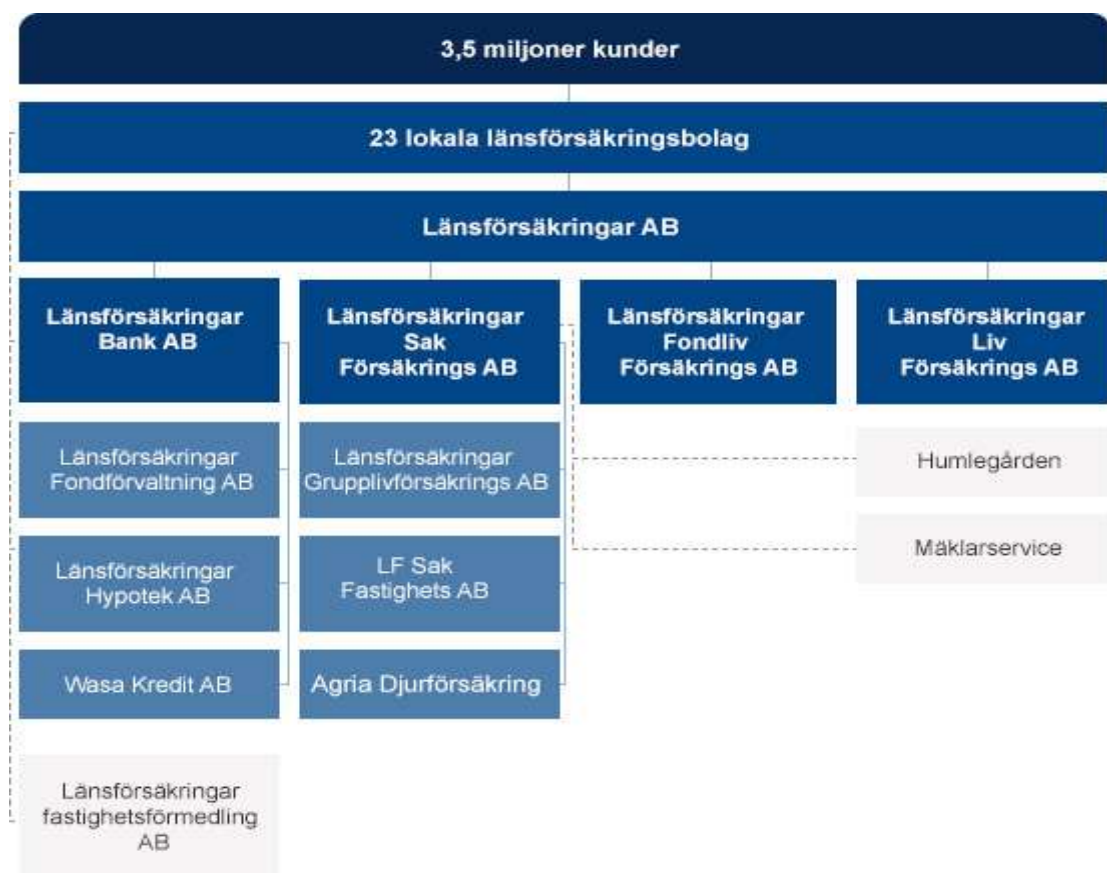 3,5 miljoner kunder
23 lokala länsförsäkringsbolag
Länsförsäkringar AB
Länsförsäkringar
Bank AB
Länsförsäkringar
Sak
Försäkrings AB
Länsförsäkringar
Fondliv
Försäkrings AB
Länsförsäkringar
Liv
Försäkrings AB
Länsförsäkringar
Fondförvaltning AB
Länsförsäkringar
Grupplivförsäkrings AB
Humlegården
Länsförsäkringar
Hypotek AB
LF Sak
Fastighets AB
Mäklarservice
Wasa Kredit AB
Agria Djurförsäkring
Länsförsäkringar
fastighetsförmedling
AB